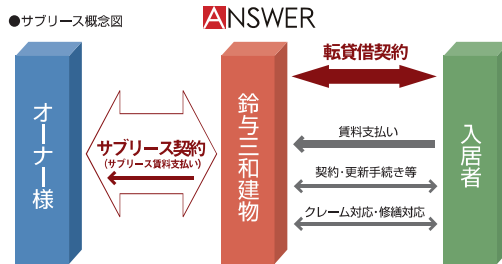 ●サブリース概念図
ANSWER
オーナー様
サブリース契約
(サブリース賃料支払い)
鈴与三和建物
転貸借契約
賃料支払い
契約・更新手続き等
クレーム対応・修繕対応
入居者